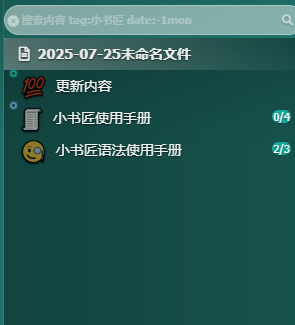 搜索内容 tag:小书匠 date:-1mon
2025-07-25未命名文件
💯 更新内容
小书匠使用手册 0/4
小书匠语法使用手册 2/3